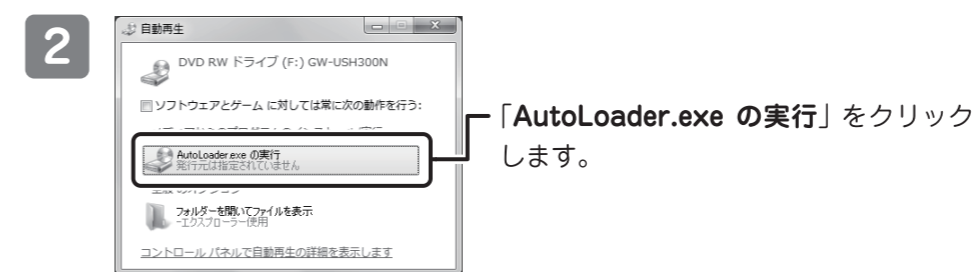 2
自動再生
DVD RW ドライブ (F:) GW-USH300N
ソフトウェアとゲーム に対しては常に次の動作を行う:
AutoLoader.exe の実行
発行元は指定されていません
フォルダーを開いてファイルを表示
-エクスプローラー使用
コントロール パネルで自動再生の詳細を表示します
「AutoLoader.exe の実行」をクリック
します。